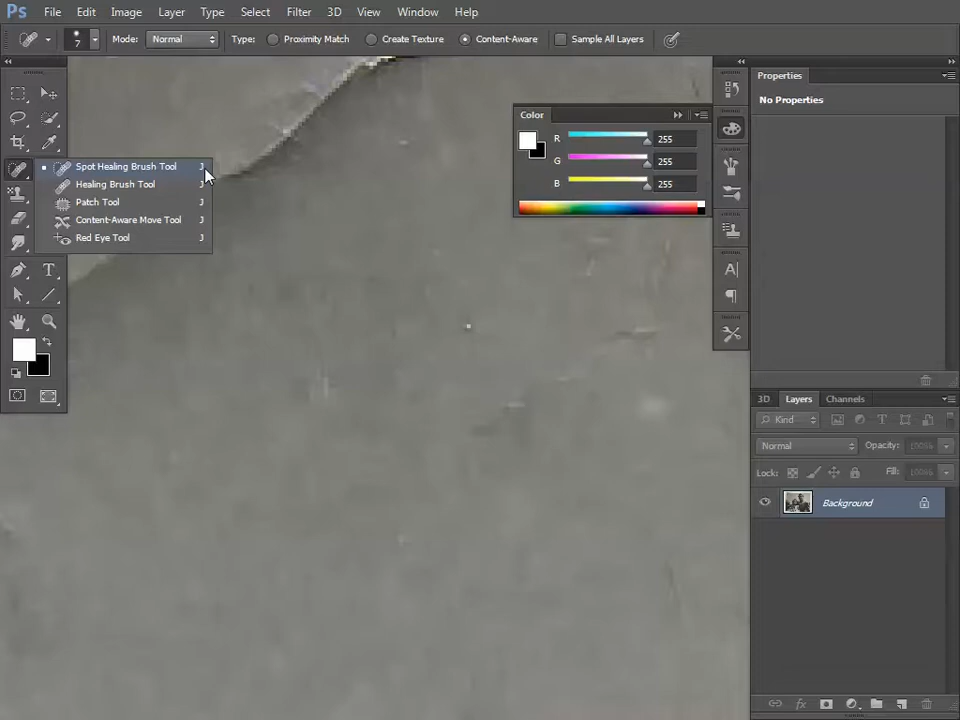 Ps File Edit Image Layer Type Select Filter 3D View Window Help
7 Mode: Normal Type: Proximity Match Create Texture Content-Aware Sample All Layers
Properties
No Properties
Color
R 255
G 255
B 255
Spot Healing Brush Tool J
Healing Brush Tool J
Patch Tool J
Content-Aware Move Tool J
Red Eye Tool J
3D Layers Channels
Kind
Normal Opacity: 100%
Lock: Fill: 100%
Background